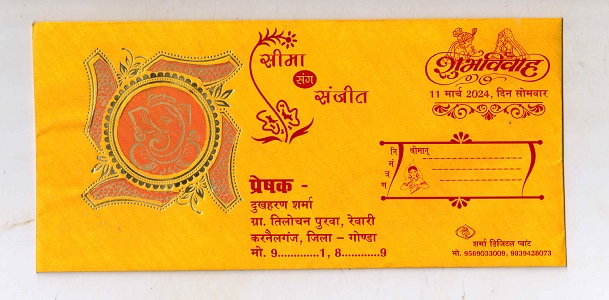 सीमा
संग
संजीत
शुभविवाह
11 मार्च 2024, दिन सोमवार
निमंत्रण
श्रीमान्
प्रेषक -
दुखहरण शर्मा
ग्रा. तिलोचन पुरवा, रेवारी
करनैलगंज, जिला – गोण्डा
मो. 9.............1, 8............9
शर्मा डिजिटल प्वांट
मो. 9569033009, 9839428073